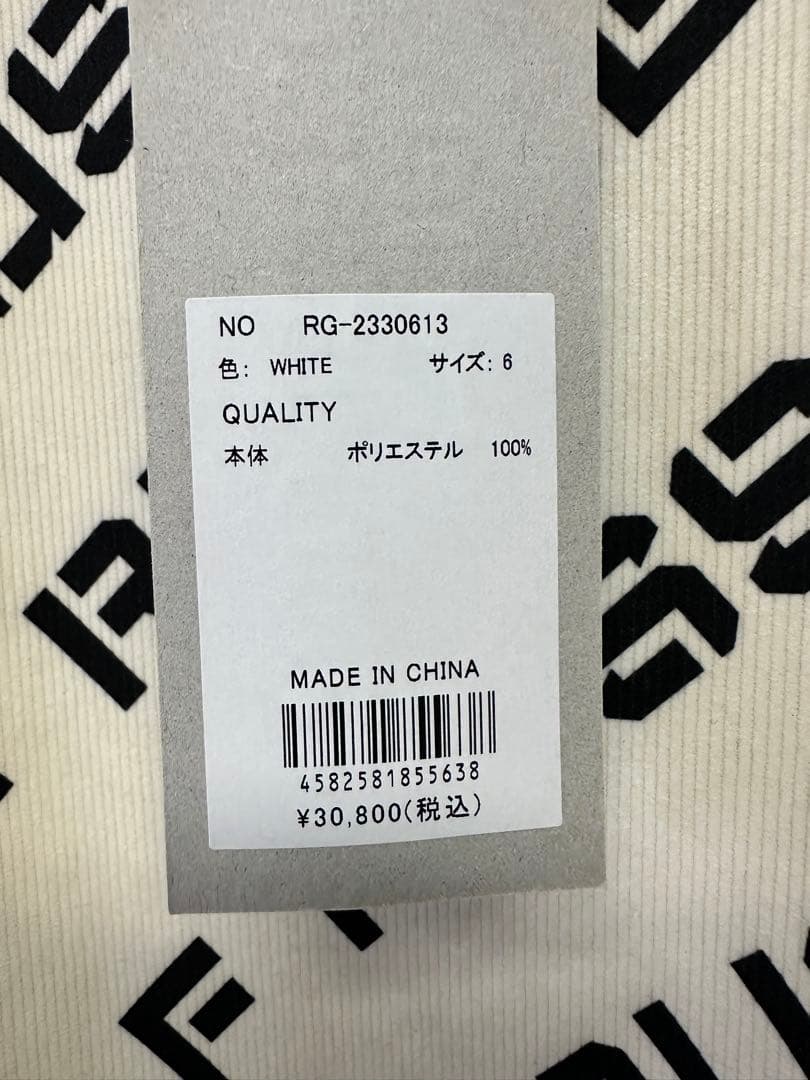 NO RG-2330613
色: WHITE サイズ: 6
QUALITY
本体 ポリエステル 100%
MADE IN CHINA
4582581855638
¥30,800(税込)